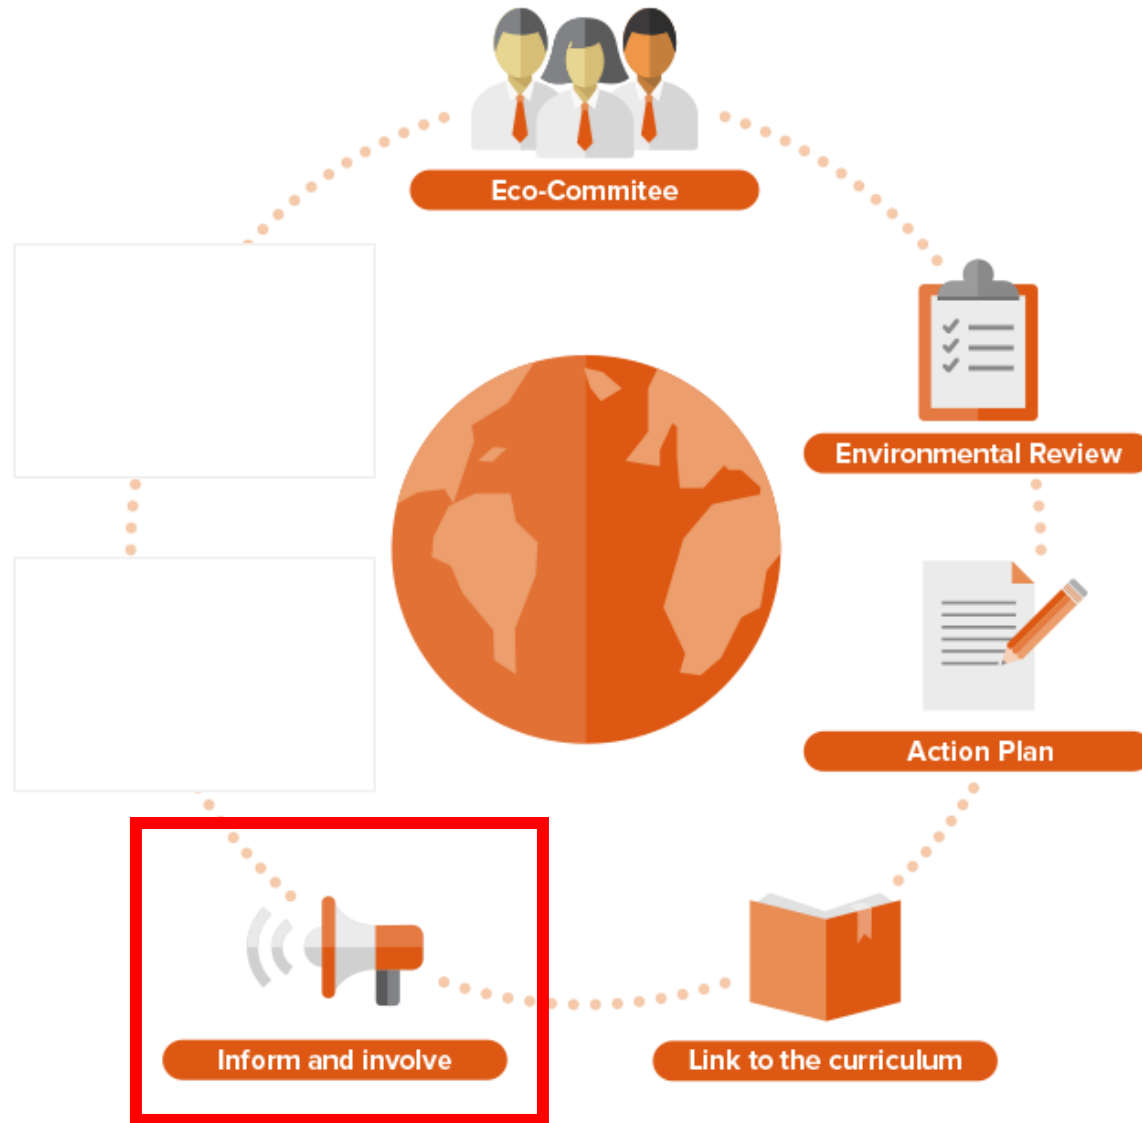 Eco-Commitee
Environmental Review
Action Plan
Link to the curriculum
Inform and involve